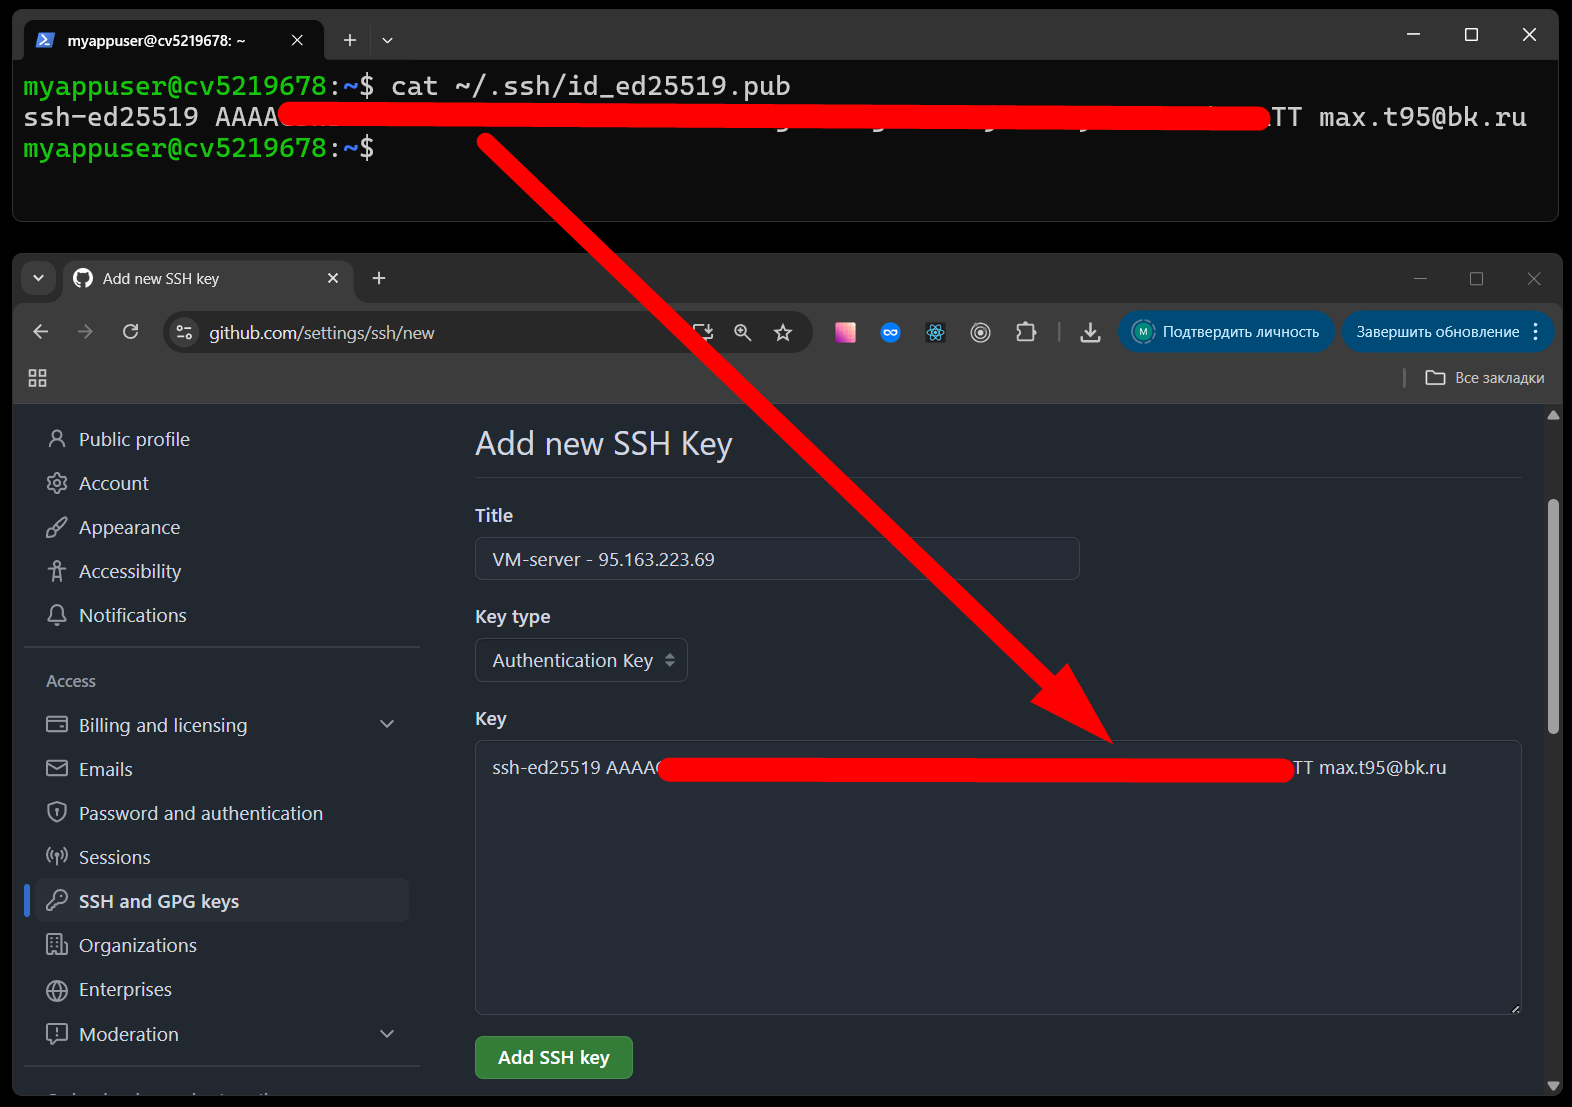 myappuser@cv5219678: ~
myappuser@cv5219678:~$ cat ~/.ssh/id_ed25519.pub
ssh-ed25519 AAAA TT max.t95@bk.ru
myappuser@cv5219678:~$
Add new SSH key
github.com/settings/ssh/new
M Подтвердить личность
Завершить обновление
Все закладки
Public profile
Account
Appearance
Accessibility
Notifications
Access
Billing and licensing
Emails
Password and authentication
Sessions
SSH and GPG keys
Organizations
Enterprises
Moderation
Add new SSH Key
Title
VM-server - 95.163.223.69
Key type
Authentication Key
Key
ssh-ed25519 AAAAC TT max.t95@bk.ru
Add SSH key